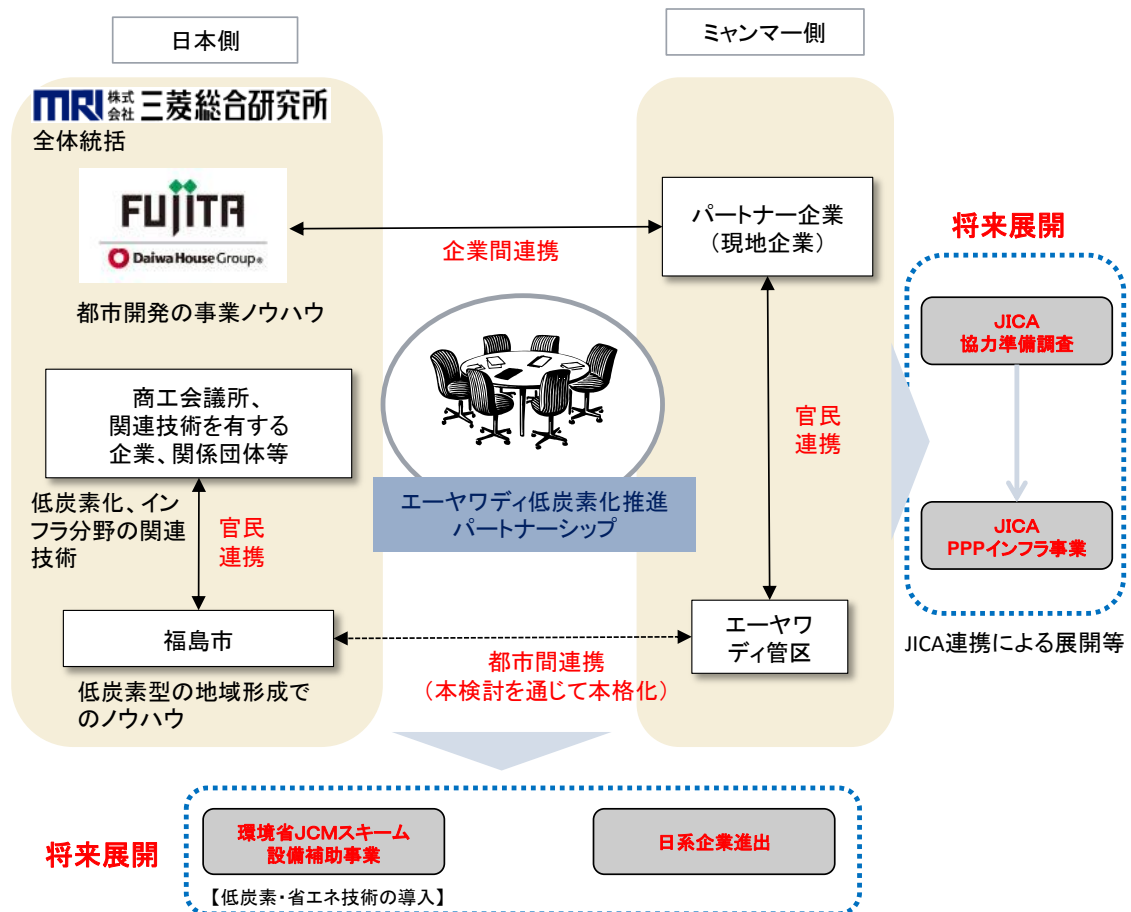 日本側
ミャンマー側
MRI 株式会社 三菱総合研究所
全体統括
FUJITA
Daiwa House Group®
都市開発の事業ノウハウ
商工会議所、
関連技術を有する
企業、関係団体等
低炭素化、イン
フラ分野の関連
技術
官民
連携
福島市
低炭素型の地域形成で
のノウハウ
企業間連携
エーヤワディ低炭素化推進
パートナーシップ
都市間連携
（本検討を通じて本格化）
パートナー企業
（現地企業）
官民
連携
エーヤワ
ディ管区
将来展開
JICA
協力準備調査
JICA
PPPインフラ事業
JICA連携による展開等
将来展開
環境省JCMスキーム
設備補助事業
【低炭素・省エネ技術の導入】
日系企業進出